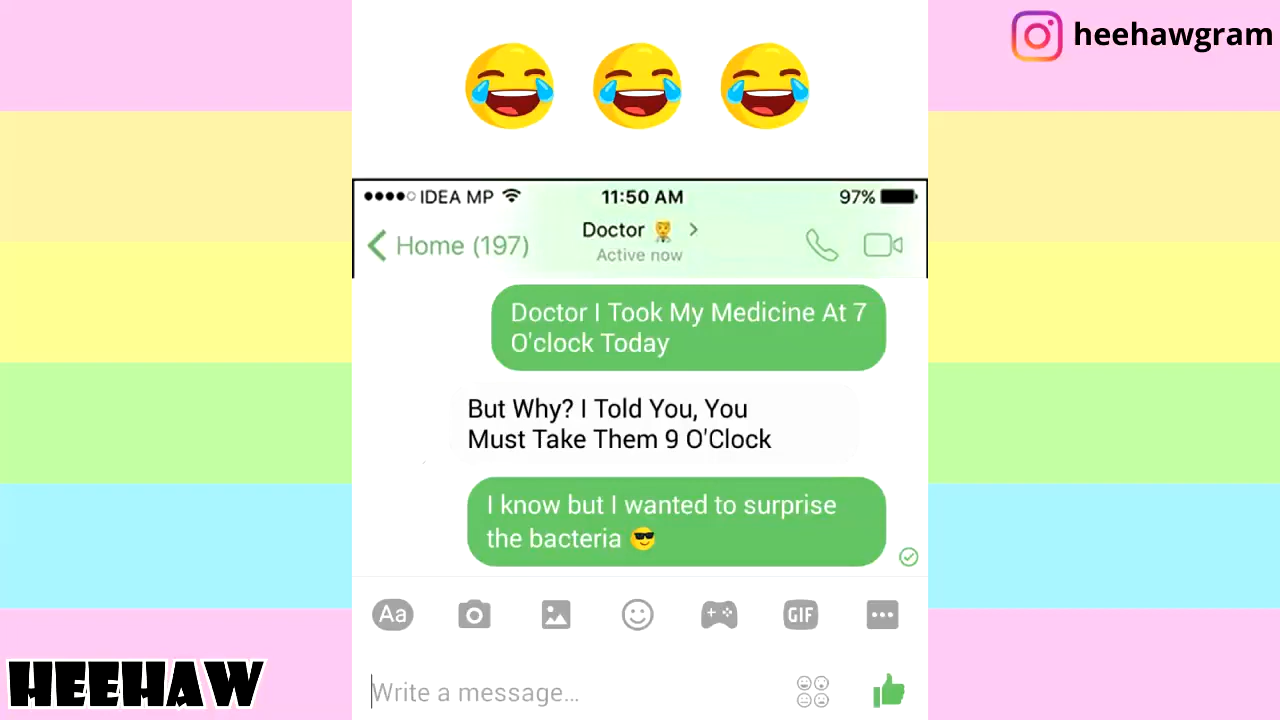 heehawgram
IDEA MP
11:50 AM
97%
Home (197)
Doctor
Active now
Doctor I Took My Medicine At 7
O'clock Today
But Why? I Told You, You
Must Take Them 9 O'Clock
I know but I wanted to surprise
the bacteria
Aa
GIF
Write a message...
HEEHAW